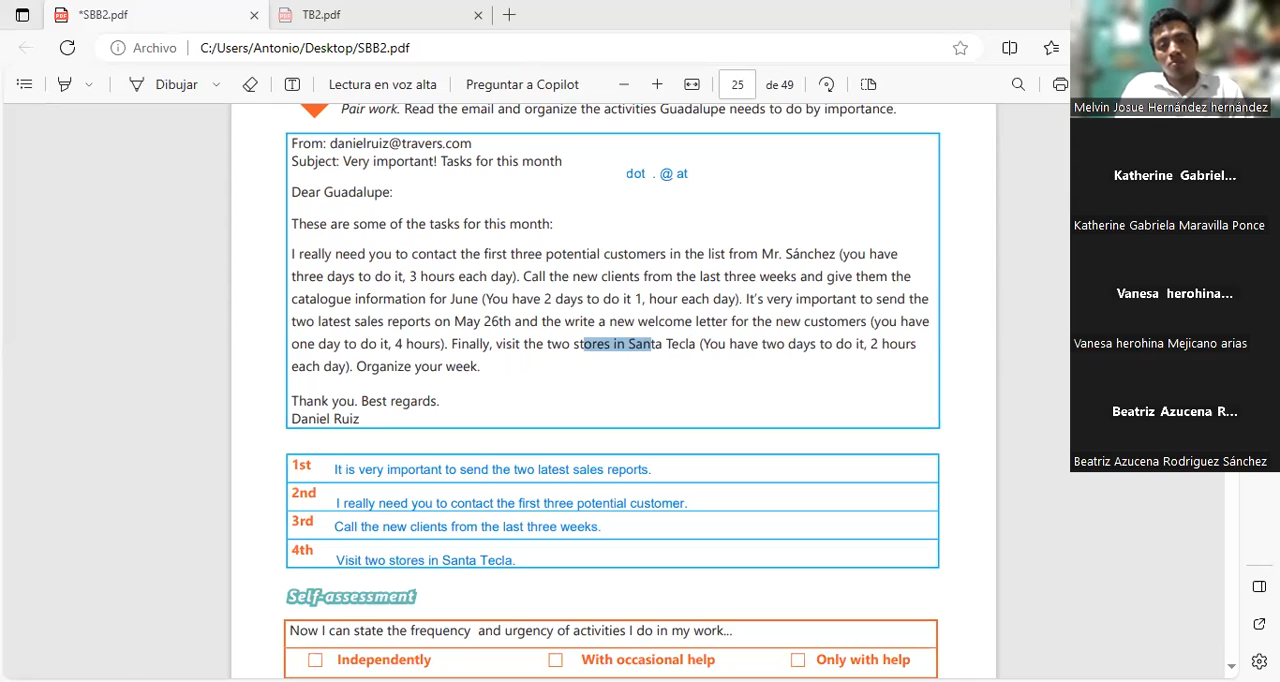 *SBB2.pdf
TB2.pdf
Archivo
C:/Users/Antonio/Desktop/SBB2.pdf
Dibujar
Lectura en voz alta
Preguntar a Copilot
25
de 49
Pair work. Read the email and organize the activities Guadalupe needs to do by importance.
From: danielruiz@travers.com
Subject: Very important! Tasks for this month
dot . @ at
Dear Guadalupe:
These are some of the tasks for this month:
I really need you to contact the first three potential customers in the list from Mr. Sánchez (you have
three days to do it, 3 hours each day). Call the new clients from the last three weeks and give them the
catalogue information for June (You have 2 days to do it 1, hour each day). It's very important to send the
two latest sales reports on May 26th and the write a new welcome letter for the new customers (you have
one day to do it, 4 hours). Finally, visit the two stores in Santa Tecla (You have two days to do it, 2 hours
each day). Organize your week.
Thank you. Best regards.
Daniel Ruiz
1st It is very important to send the two latest sales reports.
2nd I really need you to contact the first three potential customer.
3rd Call the new clients from the last three weeks.
4th Visit two stores in Santa Tecla.
Self-assessment
Now I can state the frequency and urgency of activities I do in my work...
Independently
With occasional help
Only with help
Melvin Josue Hernández hernández
Katherine Gabriel...
Katherine Gabriela Maravilla Ponce
Vanesa herohina...
Vanesa herohina Mejicano arias
Beatriz Azucena R...
Beatriz Azucena Rodriguez Sánchez